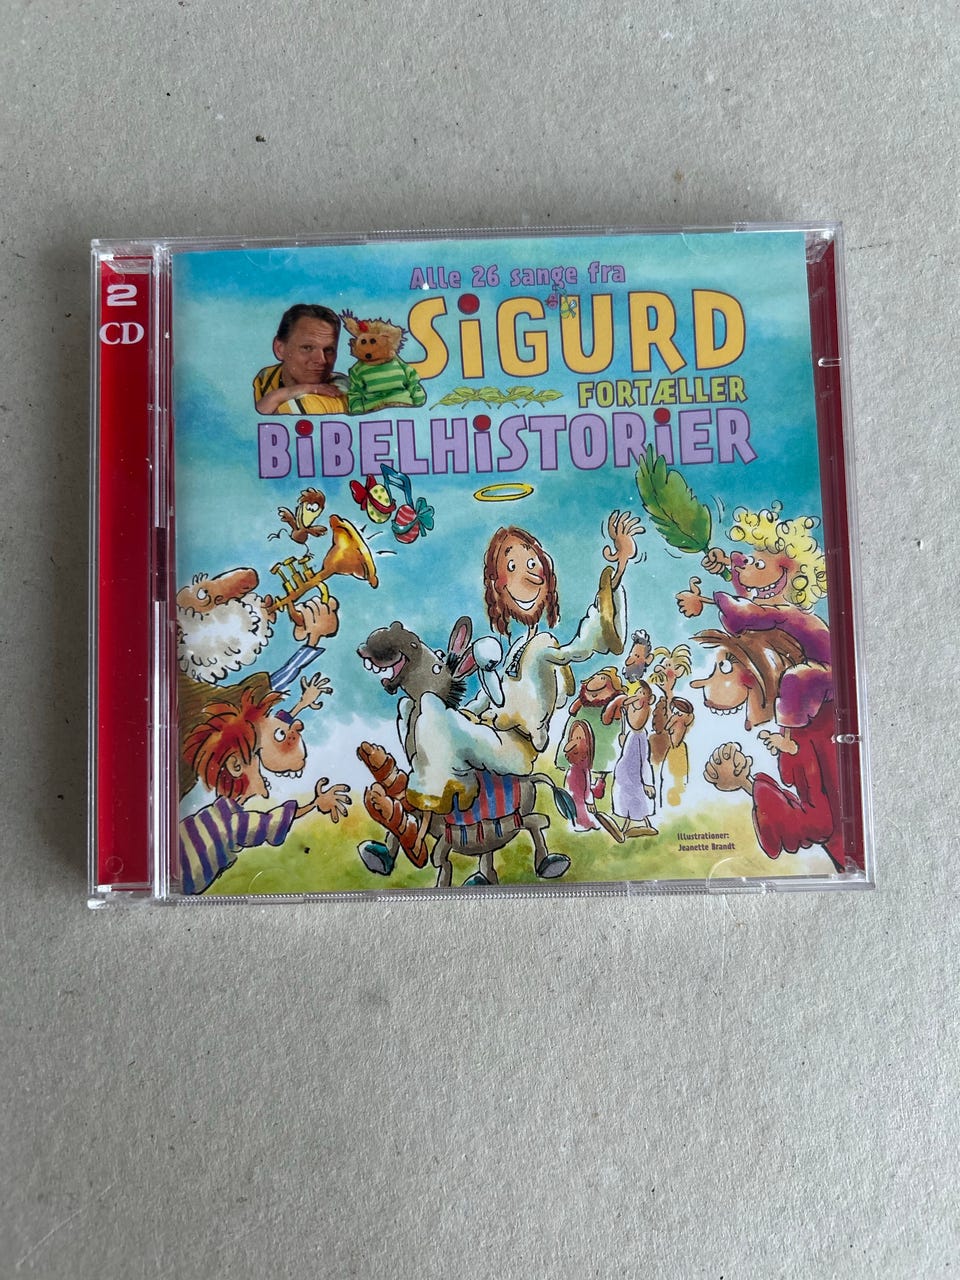 2
CD
Alle 26 sange fra
SiGURD
FORTÆLLER
BiBELHiSTORiER
Illustrationer:
Jeanette Brandt